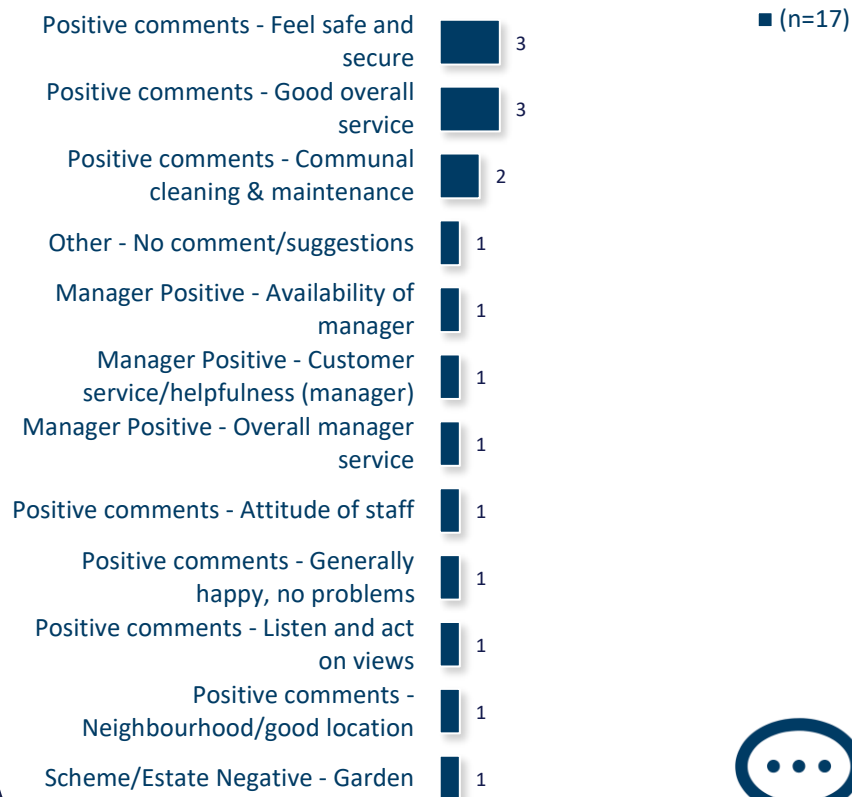 Positive comments - Feel safe and
secure
3
(n=17)
Positive comments - Good overall
service
3
Positive comments - Communal
cleaning & maintenance
2
Other - No comment/suggestions
1
Manager Positive - Availability of
manager
1
Manager Positive - Customer
service/helpfulness (manager)
1
Manager Positive - Overall manager
service
1
Positive comments - Attitude of staff
1
Positive comments - Generally
happy, no problems
1
Positive comments - Listen and act
on views
1
Positive comments -
Neighbourhood/good location
1
Scheme/Estate Negative - Garden
1